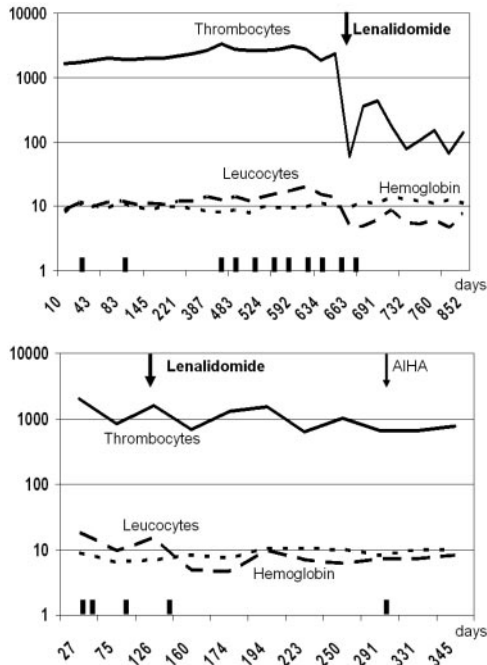 10000
Thrombocytes
Lenalidomide
1000
100
Leucocytes
Hemoglobin
10
1
days
10 43 83 145 221 387 483 524 592 634 663 691 732 760 852
10000
Lenalidomide
AIHA
1000
Thrombocytes
100
Leucocytes
10
Hemoglobin
1
days
27 75 126 160 174 194 223 250 291 331 345